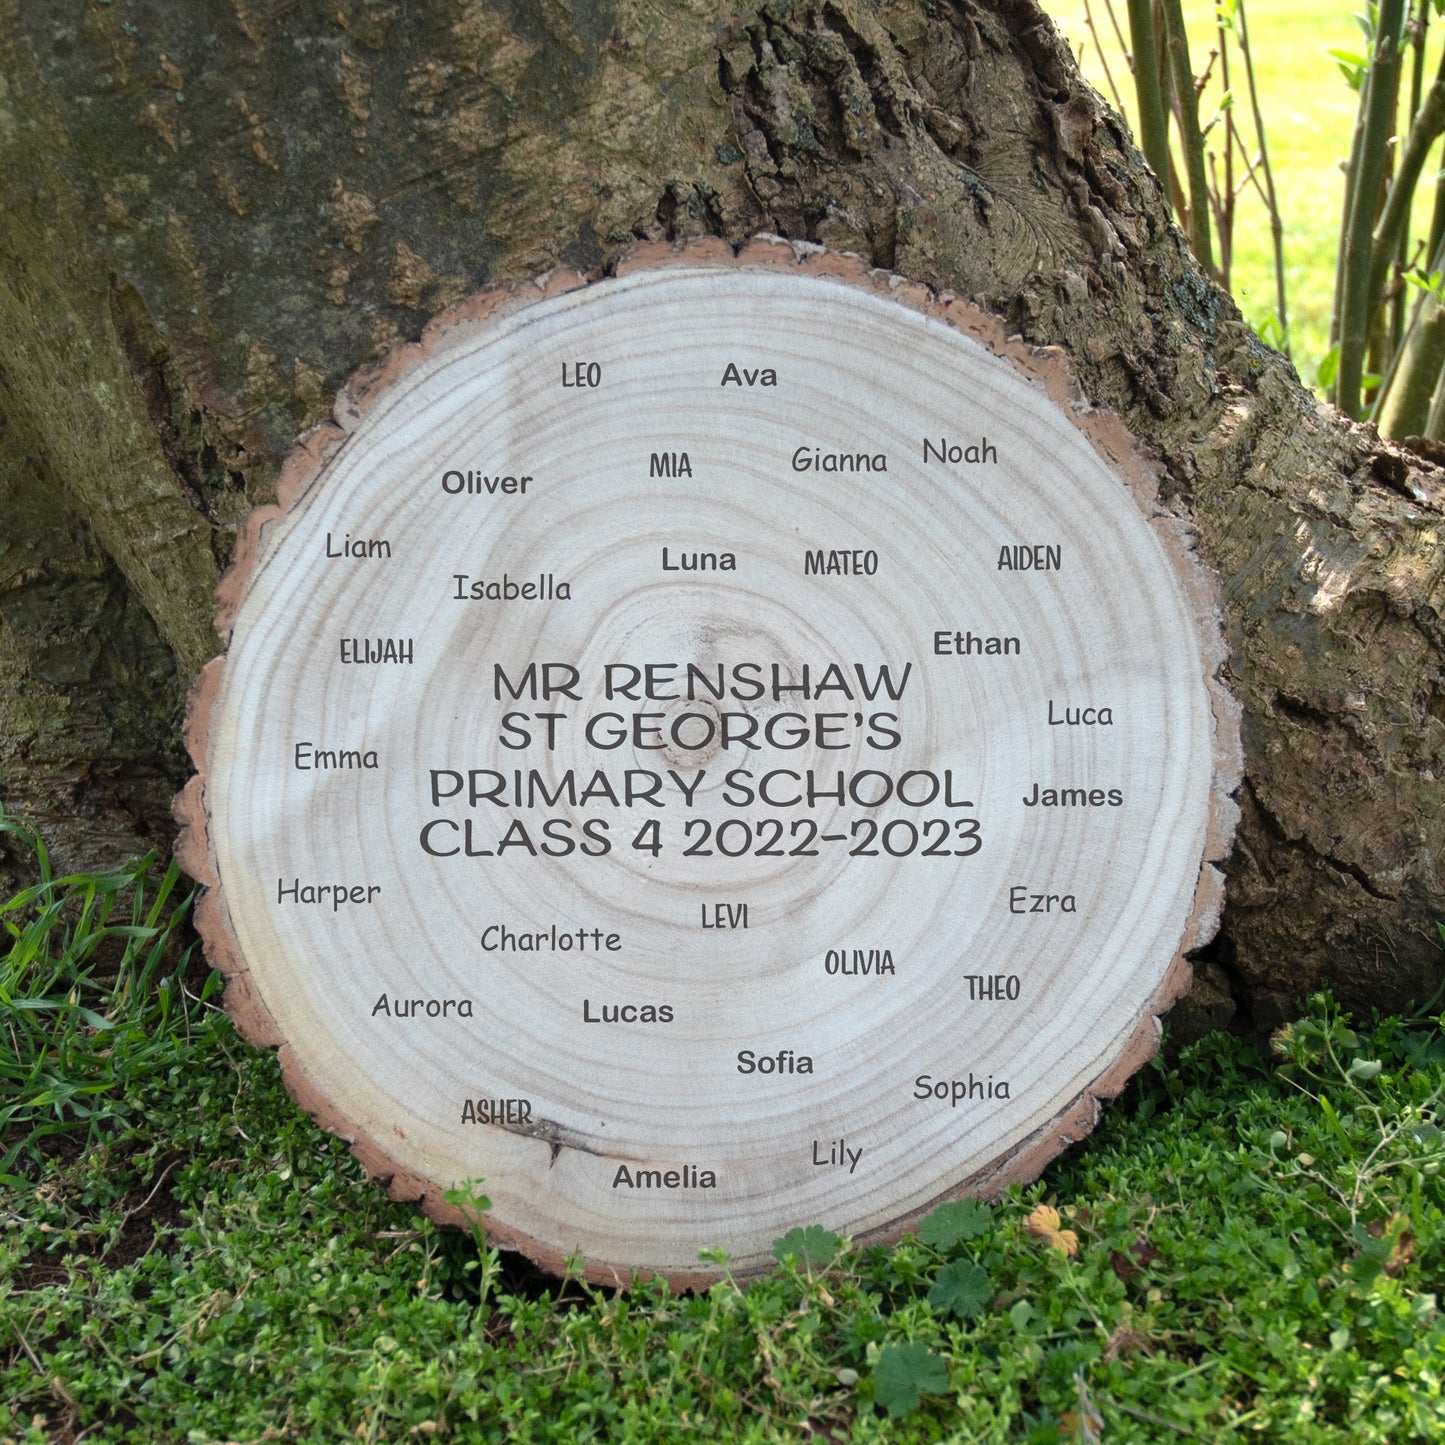 LEO
Ava
Oliver
MIA
Gianna
Noah
Liam
Isabella
Luna
MATEO
AIDEN
ELIJAH
Ethan
MR RENSHAW
ST GEORGE'S
Luca
Emma
PRIMARY SCHOOL
James
CLASS 4 2022-2023
Harper
Charlotte
LEVI
Ezra
OLIVIA
THEO
Aurora
Lucas
Sofia
Sophia
ASHER
Lily
Amelia